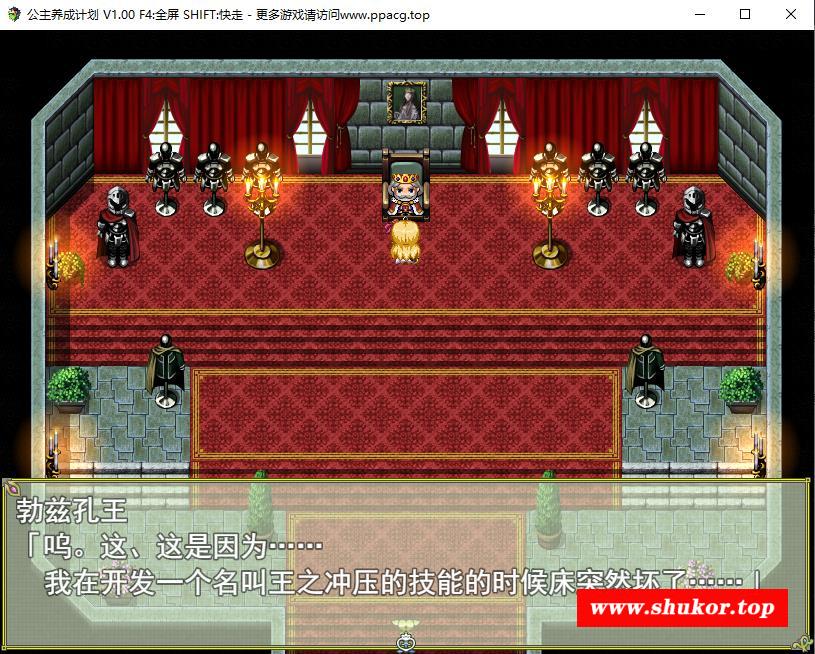 公主养成计划 V1.00 F4:全屏 SHIFT:快走 - 更多游戏请访问www.ppacg.top
勃兹孔王
「呜。这、这是因为……
我在开发一个名叫王之冲压的技能的时候床突然坏了……」
www.shukor.top